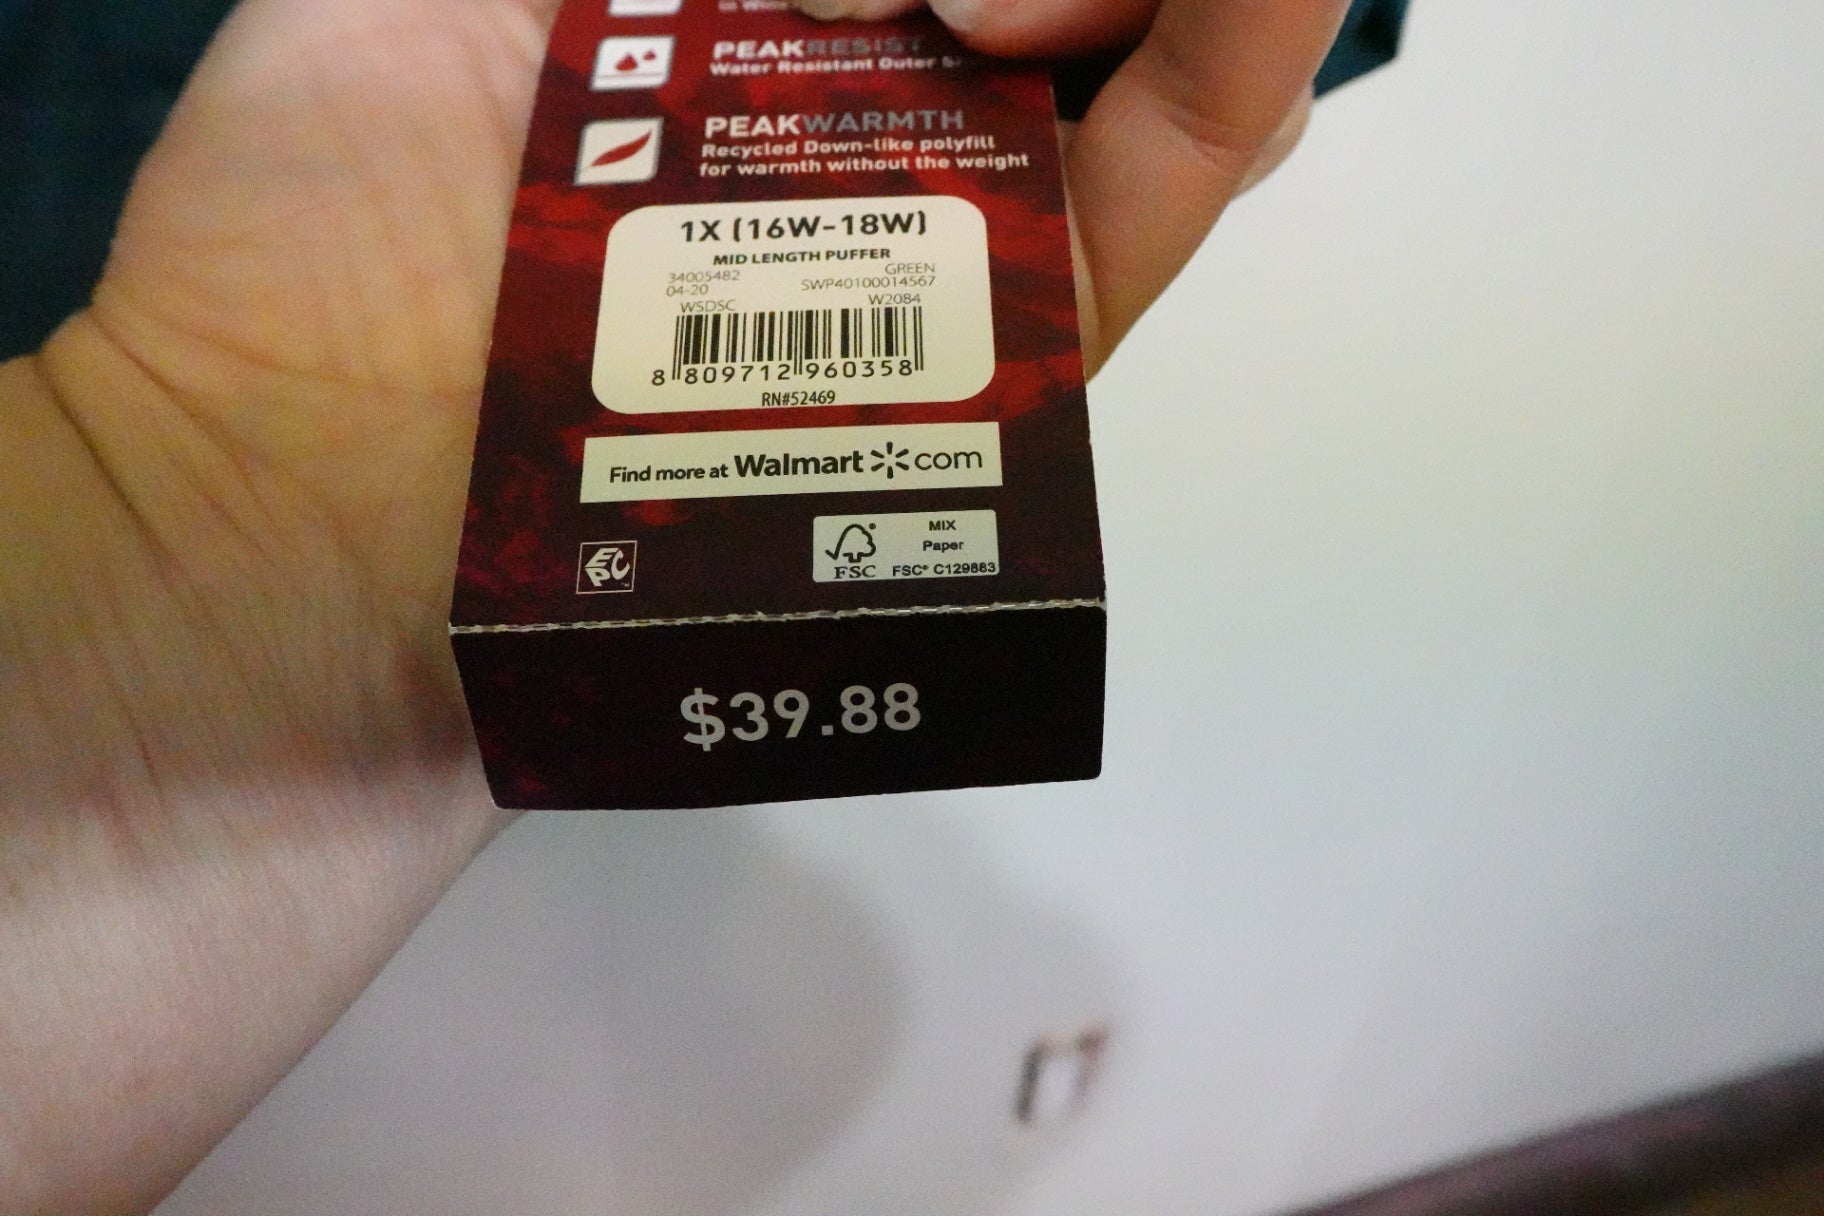 PEAKRESIST
Water Resistant Outer
PEAKWARMTH
Recycled Down-like polyfill
for warmth without the weight
1X (16W-18W)
MID LENGTH PUFFER
34005482 GREEN
04-20 SWP40100014567
WSDSC W2084
8 809712 960358
RN#52469
Find more at Walmart com
EPC
MIX
Paper
FSC FSC® C129883
$39.88